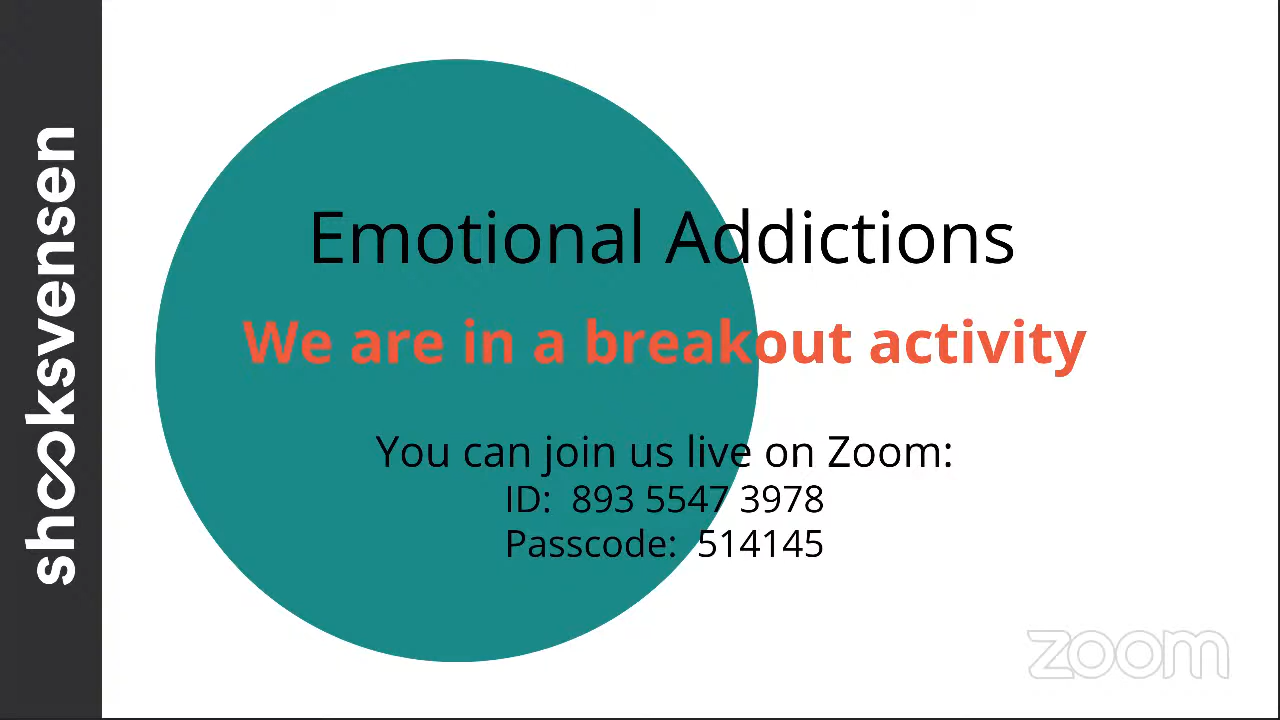 shooksvensen
Emotional Addictions
We are in a breakout activity
You can join us live on Zoom:
ID: 893 5547 3978
Passcode: 514145
zoom